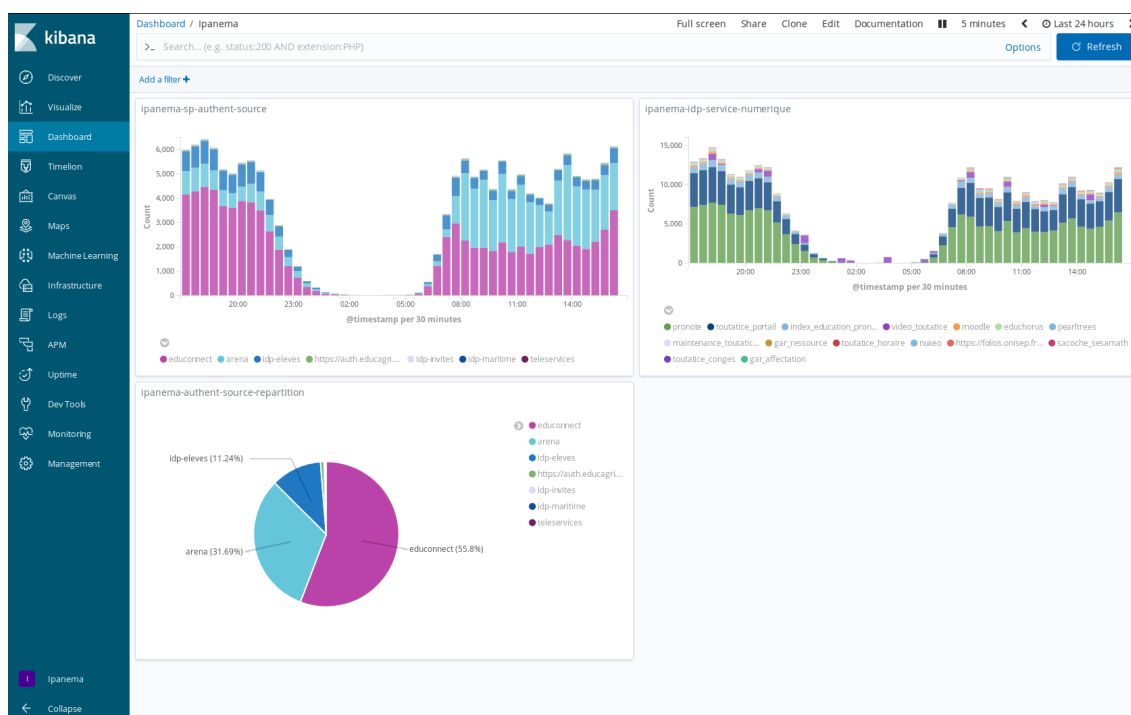 kibana
Discover
Visualize
Dashboard
Timelion
Canvas
Maps
Machine Learning
Infrastructure
Logs
APM
Uptime
Dev Tools
Monitoring
Management
I Ipanema
Collapse
Dashboard / Ipanema
Full screen Share Clone Edit Documentation 5 minutes Last 24 hours
>_ Search... (e.g. status:200 AND extension:PHP) Options Refresh
Add a filter +
ipanema-sp-authent-source
6,000
5,000
4,000
3,000
2,000
1,000
0
Count
20:00 23:00 02:00 05:00 08:00 11:00 14:00
@timestamp per 30 minutes
educonnect arena idp-eleves https://auth.educagri.... idp-invites idp-maritime teleservices
ipanema-idp-service-numerique
15,000
10,000
5,000
0
Count
20:00 23:00 02:00 05:00 08:00 11:00 14:00
@timestamp per 30 minutes
pronote toutatice_portail index_education_pron... video_toutatice moodle educhorus pearltrees
maintenance_toutatic... gar_ressource toutatice_horaire nuxeo https://folios.onisep.fr... sacoche_sesamath
toutatice_conges gar_affectation
ipanema-authent-source-repartition
idp-eleves (11.24%)
arena (31.69%)
educonnect (55.8%)
educonnect
arena
idp-eleves
https://auth.educagri....
idp-invites
idp-maritime
teleservices